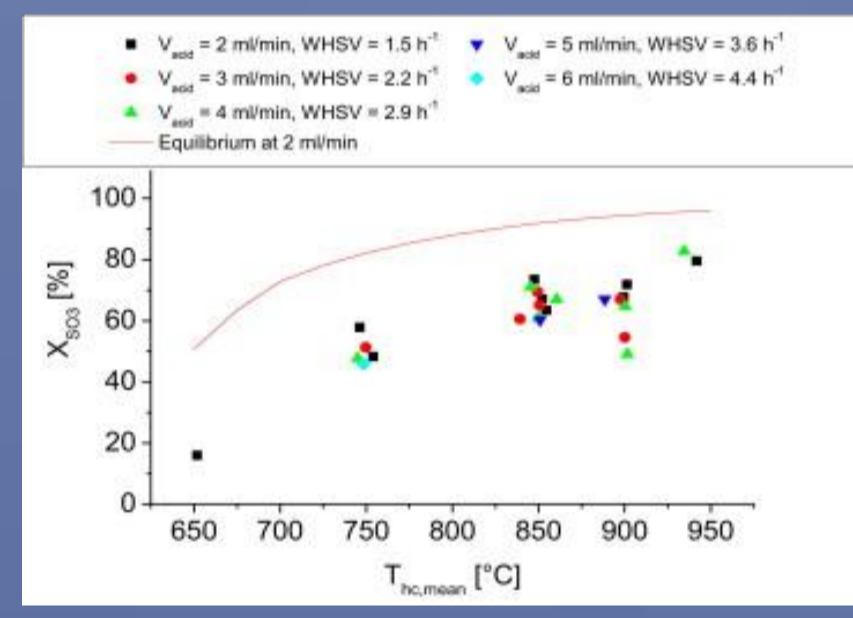 V_acid = 2 ml/min, WHSV = 1.5 h⁻¹
V_acid = 3 ml/min, WHSV = 2.2 h⁻¹
V_acid = 4 ml/min, WHSV = 2.9 h⁻¹
Equilibrium at 2 ml/min
V_acid = 5 ml/min, WHSV = 3.6 h⁻¹
V_acid = 6 ml/min, WHSV = 4.4 h⁻¹
X_SO3 [%]
100
80
60
40
20
0
650 700 750 800 850 900 950
T_hc,mean [°C]